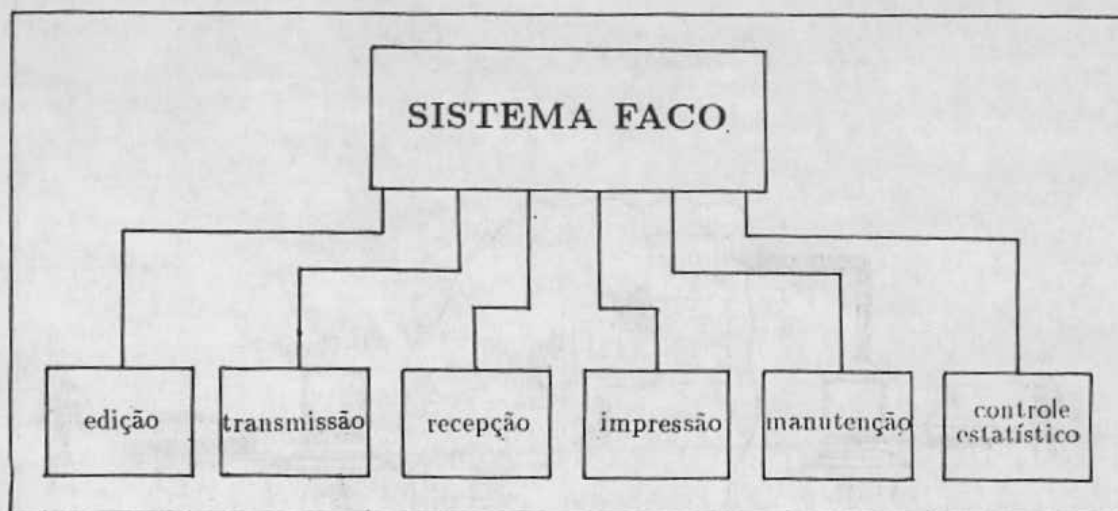 SISTEMA FACO
edição
transmissão
recepção
impressão
manutenção
controle
estatístico